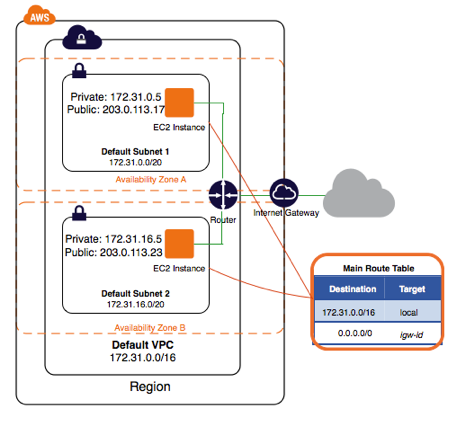 AWS
Private: 172.31.0.5
Public: 203.0.113.17
EC2 Instance
Default Subnet 1
172.31.0.0/20
Availability Zone A
Router
Internet Gateway
Private: 172.31.16.5
Public: 203.0.113.23
EC2 Instance
Default Subnet 2
172.31.16.0/20
Availability Zone B
Default VPC
172.31.0.0/16
Region
Main Route Table
Destination Target
172.31.0.0/16 local
0.0.0.0/0 igw-id